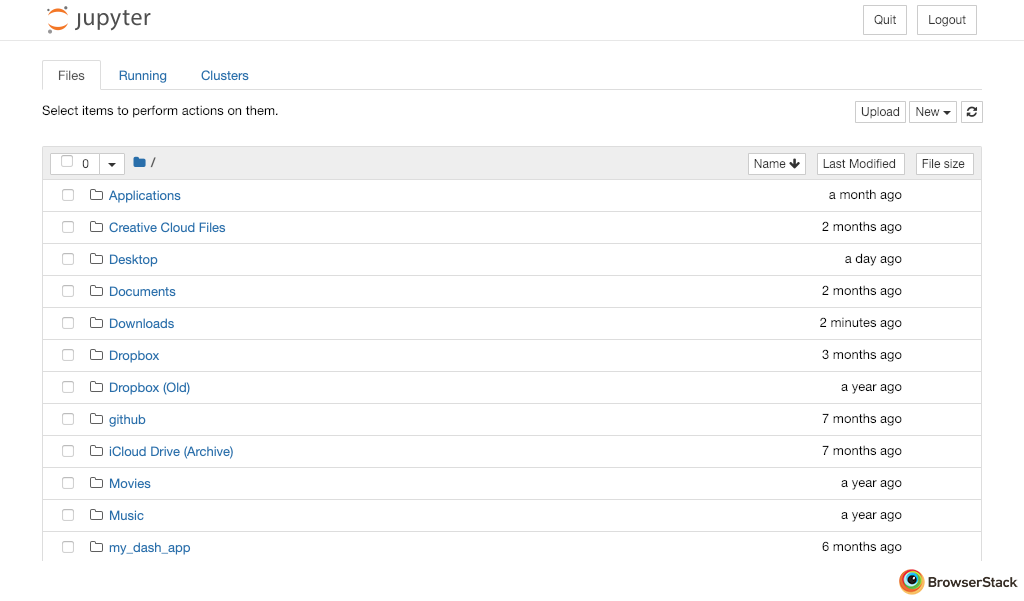 jupyter
Quit Logout
Files Running Clusters
Select items to perform actions on them.
Upload New
0 / Name Last Modified File size
Applications a month ago
Creative Cloud Files 2 months ago
Desktop a day ago
Documents 2 months ago
Downloads 2 minutes ago
Dropbox 3 months ago
Dropbox (Old) a year ago
github 7 months ago
iCloud Drive (Archive) 7 months ago
Movies a year ago
Music a year ago
my_dash_app 6 months ago
BrowserStack